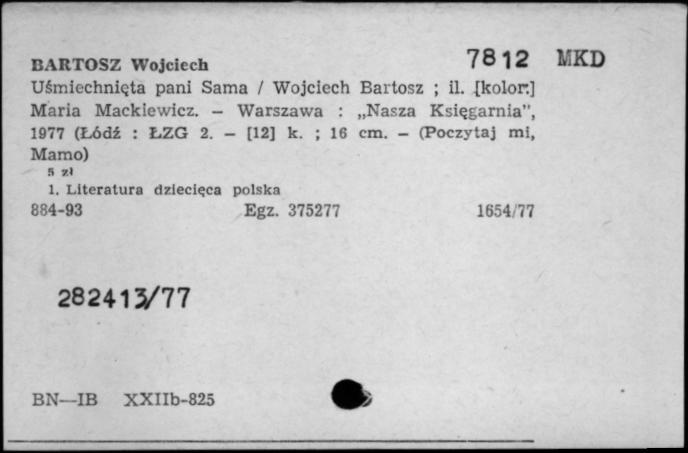 BARTOSZ Wojciech 7812 MKD
Uśmiechnięta pani Sama / Wojciech Bartosz ; il. [kolor.]
Maria Mackiewicz. — Warszawa : „Nasza Księgarnia”,
1977 (Łódź : ŁZG 2. — [12] k. ; 16 cm. — (Poczytaj mi,
Mamo)
5 zł
1. Literatura dziecięca polska
884-93 Egz. 375277 1654/77
282413/77
BN—IB XXIIb-825